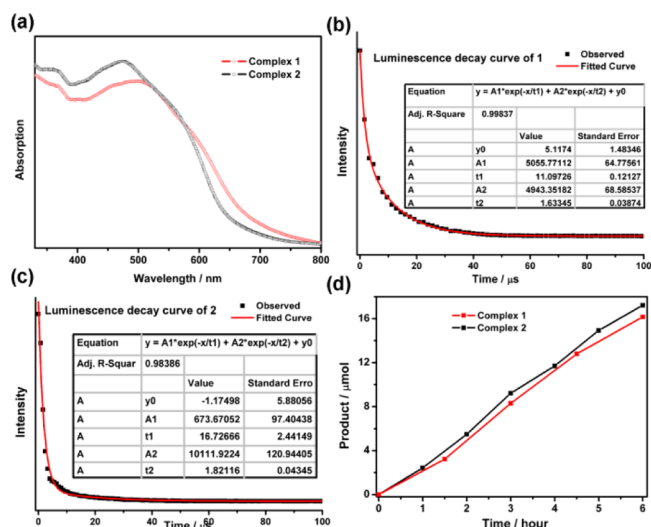 (a)
Complex 1
Complex 2
Absorption
400 500 600 700 800
Wavelength / nm
(b)
Luminescence decay curve of 1
Observed
Fitted Curve
Equation y = A1*exp(-x/t1) + A2*exp(-x/t2) + y0
Adj. R-Square 0.99837
Value Standard Error
A y0 5.1174 1.48346
A A1 5055.77112 64.77561
A t1 11.09726 0.12127
A A2 4943.35182 68.58537
A t2 1.63345 0.03874
Intensity
0 20 40 60 80 100
Time / μs
(c)
Luminescence decay curve of 2
Observed
Fitted Curve
Equation y = A1*exp(-x/t1) + A2*exp(-x/t2) + y0
Adj. R-Squar 0.98386
Value Standard Erro
A y0 -1.17498 5.88056
A A1 673.67052 97.40438
A t1 16.72666 2.44149
A A2 10111.9224 120.94405
A t2 1.82116 0.04345
Intensity
0 20 40 60 80 100
Time / μs
(d)
Complex 1
Complex 2
Product / μmol
16
12
8
4
0
0 1 2 3 4 5 6
Time / hour